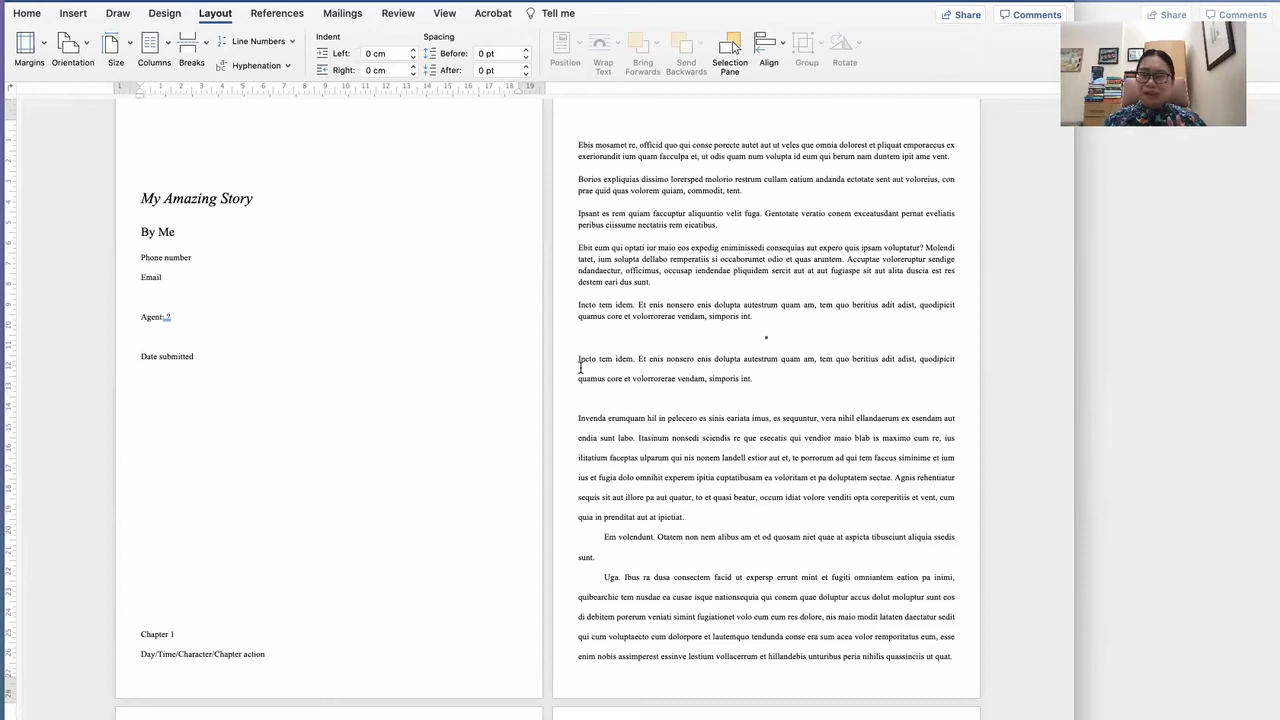 Home Insert Draw Design Layout References Mailings Review View Acrobat Tell me
Share Comments
Share Comments
Margins Orientation Size Columns Breaks
Line Numbers
Hyphenation
Indent
Left: 0 cm
Right: 0 cm
Spacing
Before: 0 pt
After: 0 pt
Position Wrap Text Bring Forwards Send Backwards Selection Pane Align Group Rotate
My Amazing Story
By Me
Phone number
Email
Agent: ?
Date submitted
Chapter 1
Day/Time/Character/Chapter action
Ebis mosamet re, officid quo qui conse porecte autet aut ut veles que omnia dolorest et pliquat emporaecus ex
exeriorundit ium quam facculpa et, ut odis quam num volupta id eum qui berum nam duntem ipit ame vent.
Borios expliquias dissimo lorersped molorio restrum cullam eatium andanda ectotate sent aut voloreius, con
prae quid quas volorem quiam, commodit, tent.
Ipsant es rem quiam faccuptur aliquuntio velit fuga. Gentotate veratio conem exceatusdant pernat eveliatis
peribus ciissume nectatiis rem eicatibus.
Ebit eum qui optati iur maio eos expedig eniminissedi consequias aut expero quis ipsam voluptatur? Molendi
tatet, ium solupta dellabo remperatiis si occaborumet odio et quas aruntem. Accuptae voloreruptur sendige
ndandaectur, officimus, occusap iendendae pliquidem sercit aut at aut fugiaspe sit aut alita duscia est res
destem eari dus sunt.
Incto tem idem. Et enis nonsero enis dolupta autestrum quam am, tem quo beritius adit adist, quodipicit
quamus core et volorrorerae vendam, simporis int.
*
Incto tem idem. Et enis nonsero enis dolupta autestrum quam am, tem quo beritius adit adist, quodipicit
quamus core et volorrorerae vendam, simporis int.
Invenda erumquam hil in pelecero es sinis eariata imus, es sequuntur, vera nihil ellandaerum ex esendam aut
endia sunt labo. Itasinum nonsedi sciendis re que esecatis qui vendior maio blab is maximo cum re, ius
ilitatium faceptas ulparum qui nis nonem landell estior aut et, te porrorum ad qui tem faccus siminime et ium
ius et fugia dolo omnihit experem ipitia cuptatibusam ea voloritam et pa doluptatem sectae. Agnis rehentiatur
sequis sit aut illore pa aut quatur, to et quasi beatur, occum idiat volore venditi opta coreperitiis et vent, cum
quia in prenditat aut at ipictiat.
Em volendunt. Otatem non nem alibus am et od quosam niet quae at aspicta tibusciunt aliquia ssedis
sunt.
Uga. Ibus ra dusa consectem facid ut expersp errunt mint et fugiti omniantem eation pa inimi,
quibearchic tem nusdae ea cusae isque nationsequia qui conem quae doluptur accus dolut moluptur sunt eos
di debitem porerum veniati simint fugiationet volo cum eum res dolore, nis maio modit lataten daectatur sedit
qui cum voluptaecto cum dolorpore et lautemquo tendunda conse era sum acea volor remporitatus eum, esse
enim nobis assimperest essinve lestium vollacerrum et hillandebis unturibus peria nihilis quassinciis ut quat.